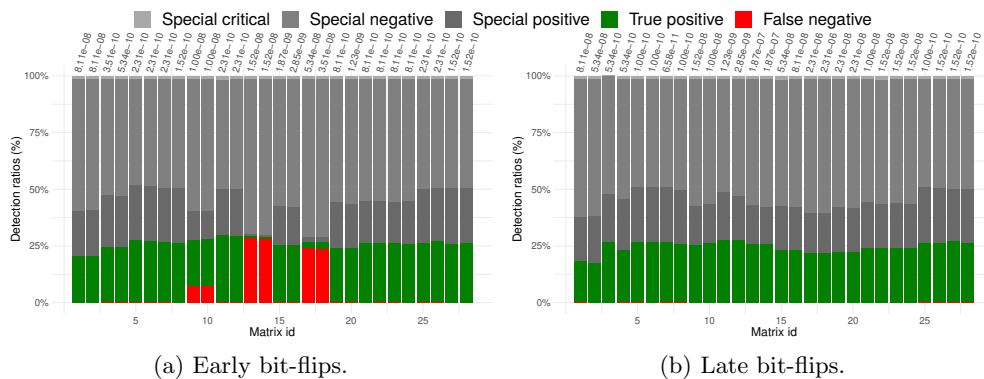 Special critical Special negative Special positive True positive False negative
8.11e−08 8.11e−08 3.51e−10 5.34e−10 2.31e−10 2.31e−10 2.31e−10 1.52e−10 1.00e−08 1.00e−08 2.31e−10 2.31e−10 1.52e−08 1.52e−08 1.87e−09 2.85e−09 5.34e−08 3.51e−08 8.11e−10 1.23e−09 8.11e−10 8.11e−10 8.11e−10 8.11e−10 2.31e−10 2.31e−10 1.52e−10 1.52e−10
100%
75%
50%
25%
0%
Detection ratios (%)
5 10 15 20 25
Matrix id
(a) Early bit-flips.
8.11e−08 5.34e−08 5.34e−10 5.34e−10 1.00e−10 1.00e−10 6.58e−11 1.00e−08 1.52e−08 1.00e−10 1.23e−09 2.85e−09 1.87e−07 1.87e−07 5.34e−08 8.11e−10 2.31e−06 2.31e−06 8.11e−08 2.31e−08 1.00e−08 1.52e−08 1.52e−08 1.52e−08 1.00e−10 1.52e−10 1.52e−10 1.52e−10
100%
75%
50%
25%
0%
Detection ratios (%)
5 10 15 20 25
Matrix id
(b) Late bit-flips.